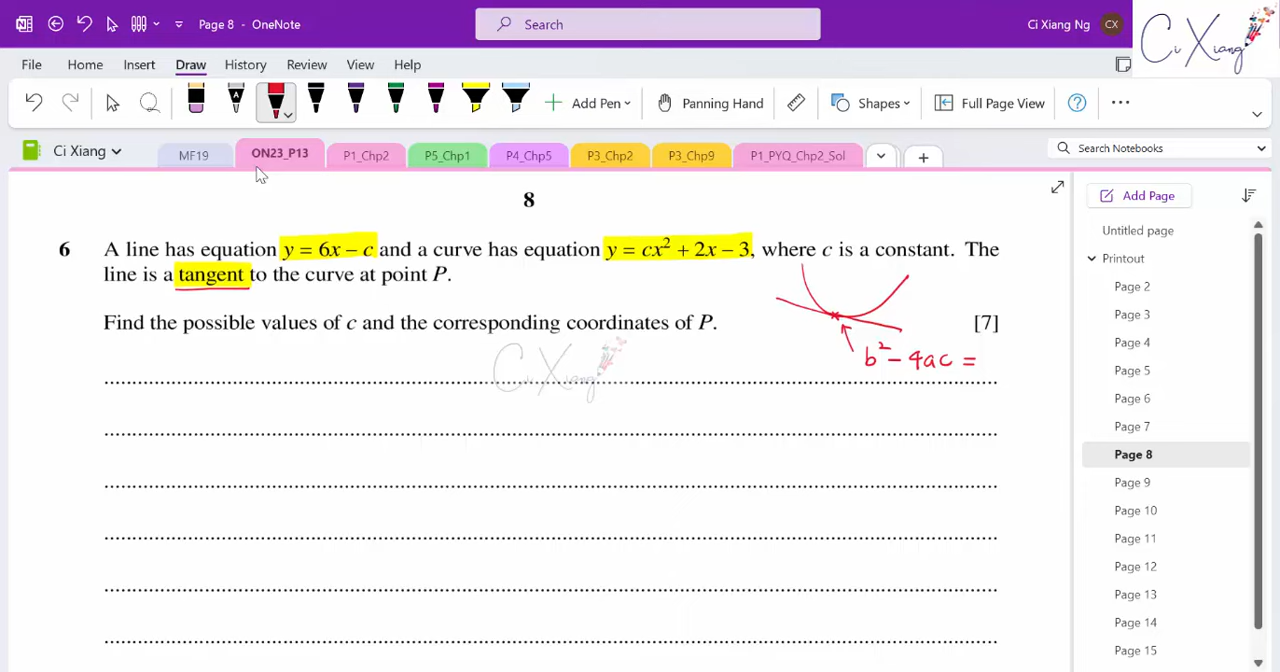 Page 8 - OneNote
Search
Ci Xiang Ng
CX
Ci Xiang
File Home Insert Draw History Review View Help
A
Add Pen
Panning Hand
Shapes
Full Page View
?
Ci Xiang
MF19
ON23_P13
P1_Chp2
P5_Chp1
P4_Chp5
P3_Chp2
P3_Chp9
P1_PYQ_Chp2_Sol
+
Search Notebooks
8
6 A line has equation y = 6x – c and a curve has equation y = cx² + 2x – 3, where c is a constant. The
line is a tangent to the curve at point P.
Find the possible values of c and the corresponding coordinates of P. [7]
b² - 4ac =
Ci Xiang
Add Page
Untitled page
Printout
Page 2
Page 3
Page 4
Page 5
Page 6
Page 7
Page 8
Page 9
Page 10
Page 11
Page 12
Page 13
Page 14
Page 15